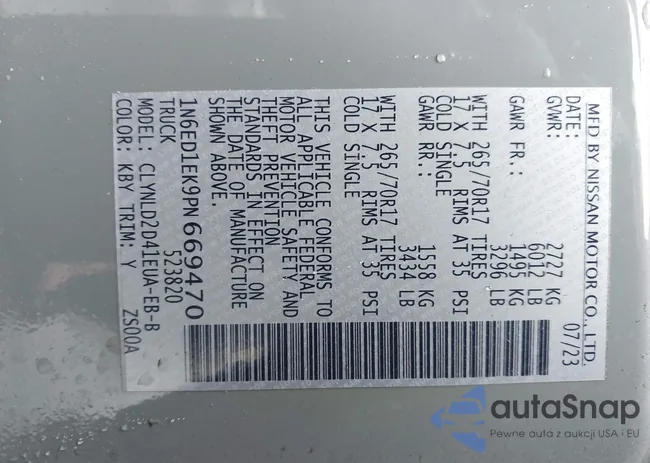 MFD BY NISSAN MOTOR CO., LTD.
DATE: 07/23
GVWR: 2727 KG
6012 LB
GAWR FR.: 1495 KG
3296 LB
WITH 265/70R17 TIRES
17 X 7.5 RIMS AT 35 PSI
COLD SINGLE
GAWR RR.: 1558 KG
3434 LB
WITH 265/70R17 TIRES
17 X 7.5 RIMS AT 35 PSI
COLD SINGLE
THIS VEHICLE CONFORMS TO
ALL APPLICABLE FEDERAL
MOTOR VEHICLE SAFETY AND
THEFT PREVENTION
STANDARDS IN EFFECT ON
THE DATE OF MANUFACTURE
SHOWN ABOVE.
1N6ED1EK9PN669470
TRUCK 523820
MODEL: CLYNLD2D41EUA-EB-B
COLOR: KBY TRIM: Y ZS00A
autaSnap
Pewne auta z aukcji USA i EU